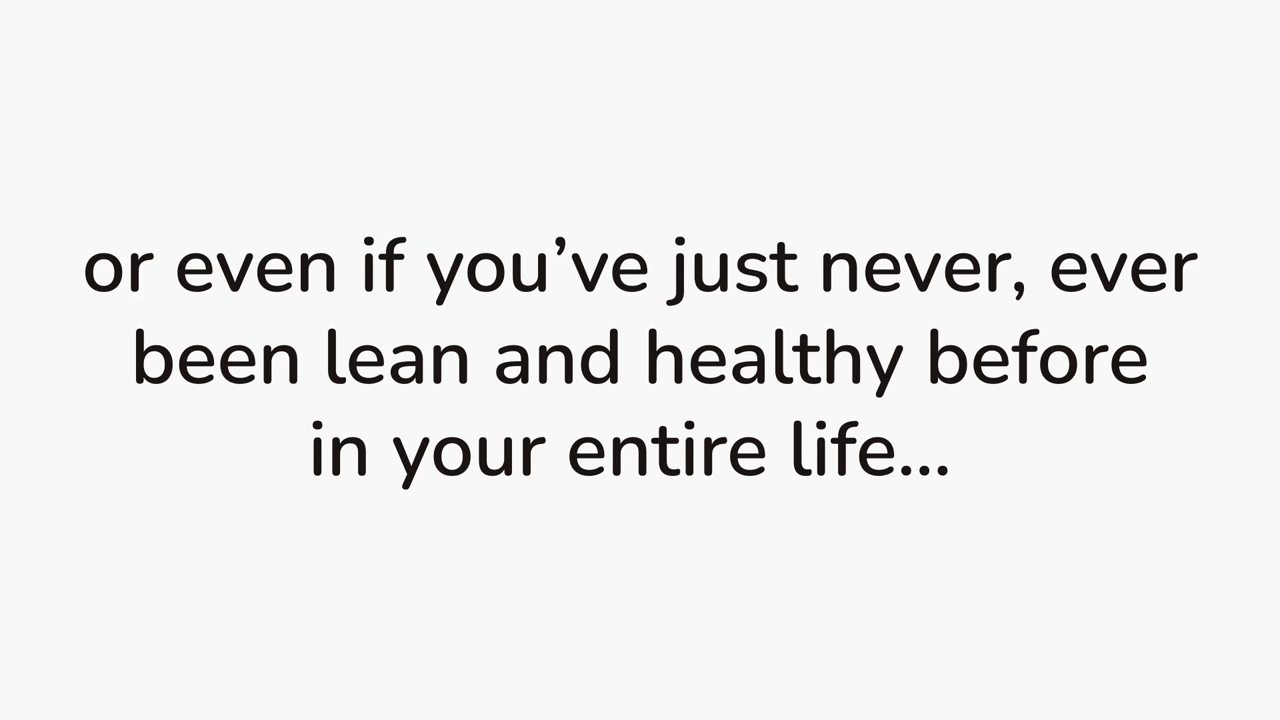 or even if you’ve just never, ever
been lean and healthy before
in your entire life...